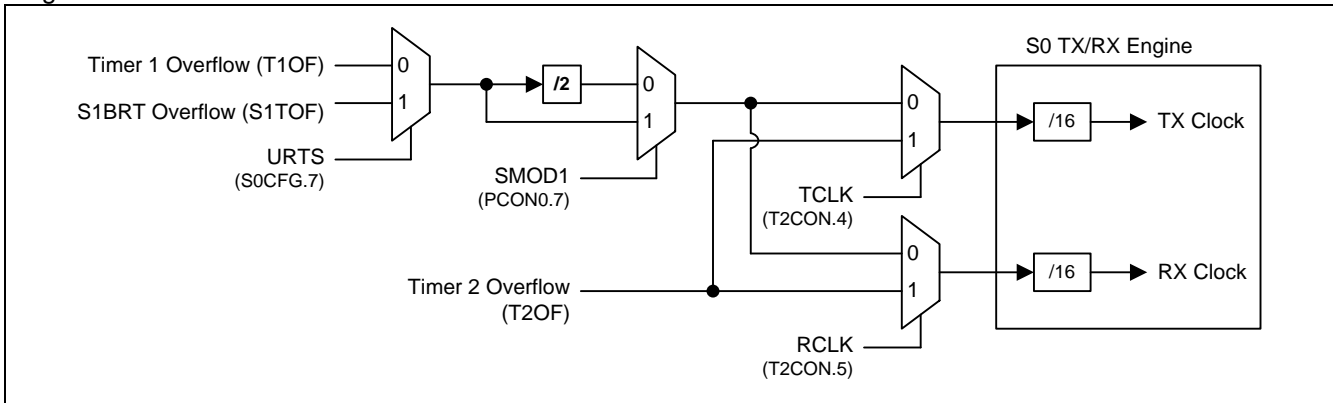 S0 TX/RX Engine
Timer 1 Overflow (T1OF)
0
S1BRT Overflow (S1TOF)
1
URTS
(S0CFG.7)
/2
0
1
SMOD1
(PCON0.7)
0
1
TCLK
(T2CON.4)
/16
TX Clock
Timer 2 Overflow
(T2OF)
0
1
RCLK
(T2CON.5)
/16
RX Clock